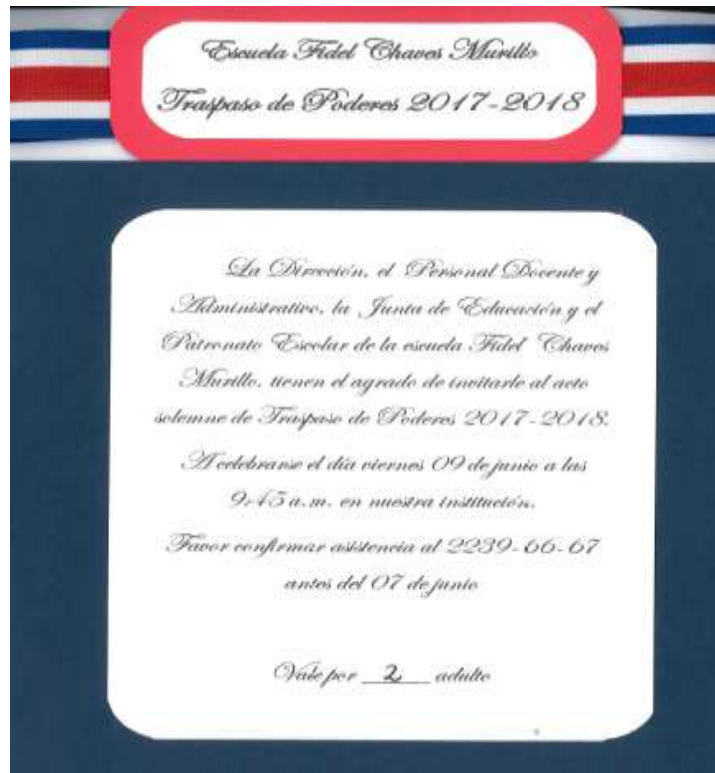 Escuela Fidel Chaves Murillo
Traspaso de Poderes 2017-2018
La Dirección, el Personal Docente y
Administrativo, la Junta de Educación y el
Patronato Escolar de la escuela Fidel Chaves
Murillo, tienen el agrado de invitarle al acto
solemne de Traspaso de Poderes 2017-2018.
A celebrarse el día viernes 09 de junio a las
9:45 a.m. en nuestra institución.
Favor confirmar asistencia al 2239-66-67
antes del 07 de junio
Vale por 2 adulto